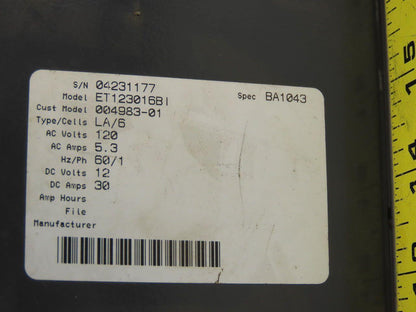 S/N 04231177
Model ET123016BI Spec BA1043
Cust Model 004983-01
Type/Cells LA/6
AC Volts 120
AC Amps 5.3
Hz/Ph 60/1
DC Volts 12
DC Amps 30
Amp Hours
File
Manufacturer